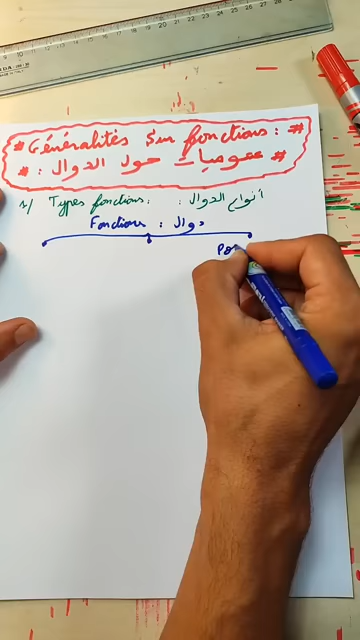 # Généralités Sur fonctions : #
# عموميات حول الدوال : #
1/ Types fonctions : أنواع الدوال :
Fonctions : دوال
Po